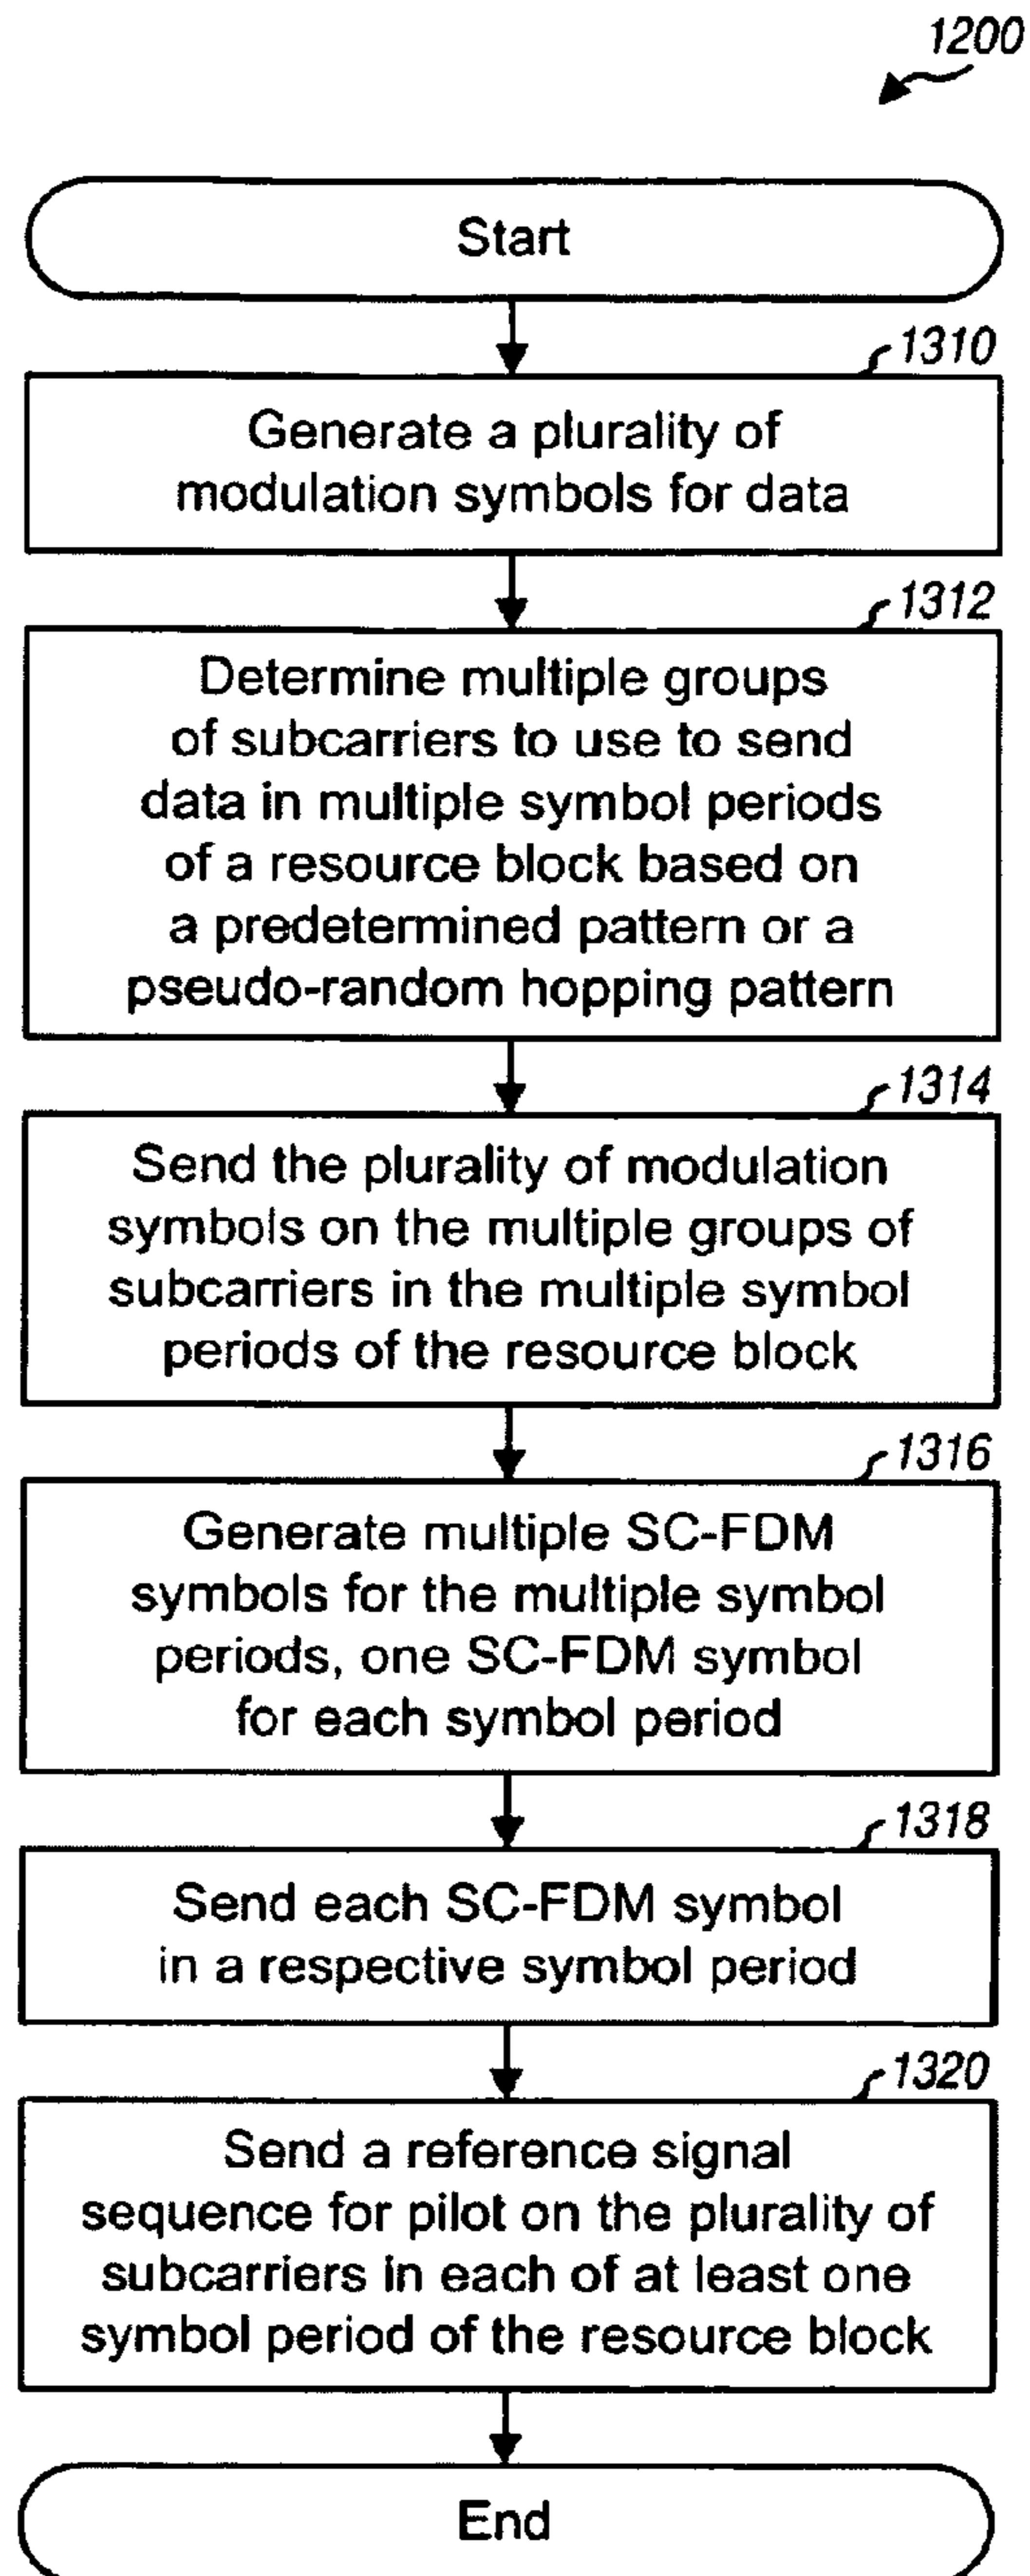 1200
Start
1310
Generate a plurality of
modulation symbols for data
1312
Determine multiple groups
of subcarriers to use to send
data in multiple symbol periods
of a resource block based on
a predetermined pattern or a
pseudo-random hopping pattern
1314
Send the plurality of modulation
symbols on the multiple groups of
subcarriers in the multiple symbol
periods of the resource block
1316
Generate multiple SC-FDM
symbols for the multiple symbol
periods, one SC-FDM symbol
for each symbol period
1318
Send each SC-FDM symbol
in a respective symbol period
1320
Send a reference signal
sequence for pilot on the plurality of
subcarriers in each of at least one
symbol period of the resource block
End